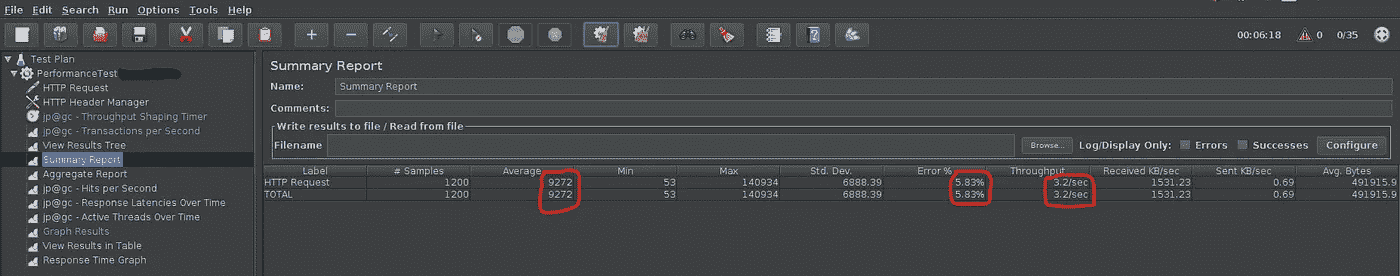 File Edit Search Run Options Tools Help
00:06:18 0 0/35
Test Plan
PerformanceTest
HTTP Request
HTTP Header Manager
jp@gc - Throughput Shaping Timer
jp@gc - Transactions per Second
View Results Tree
Summary Report
Aggregate Report
jp@gc - Hits per Second
jp@gc - Response Latencies Over Time
jp@gc - Active Threads Over Time
Graph Results
View Results in Table
Response Time Graph
Summary Report
Name: Summary Report
Comments:
Write results to file / Read from file
Filename Browse... Log/Display Only: Errors Successes Configure
Label # Samples Average Min Max Std. Dev. Error % Throughput Received KB/sec Sent KB/sec Avg. Bytes
HTTP Request 1200 9272 53 140934 6888.39 5.83% 3.2/sec 1531.23 0.69 491915.9
TOTAL 1200 9272 53 140934 6888.39 5.83% 3.2/sec 1531.23 0.69 491915.9